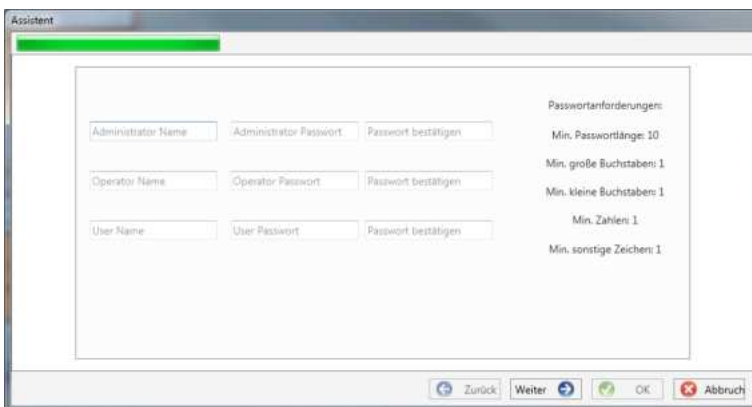 Assistent
Passwortanforderungen:
Administrator Name Administrator Passwort Passwort bestätigen
Min. Passwortlänge: 10
Min. große Buchstaben: 1
Operator Name Operator Passwort Passwort bestätigen
Min. kleine Buchstaben: 1
Min. Zahlen: 1
User Name User Passwort Passwort bestätigen
Min. sonstige Zeichen: 1
Zurück Weiter OK Abbruch